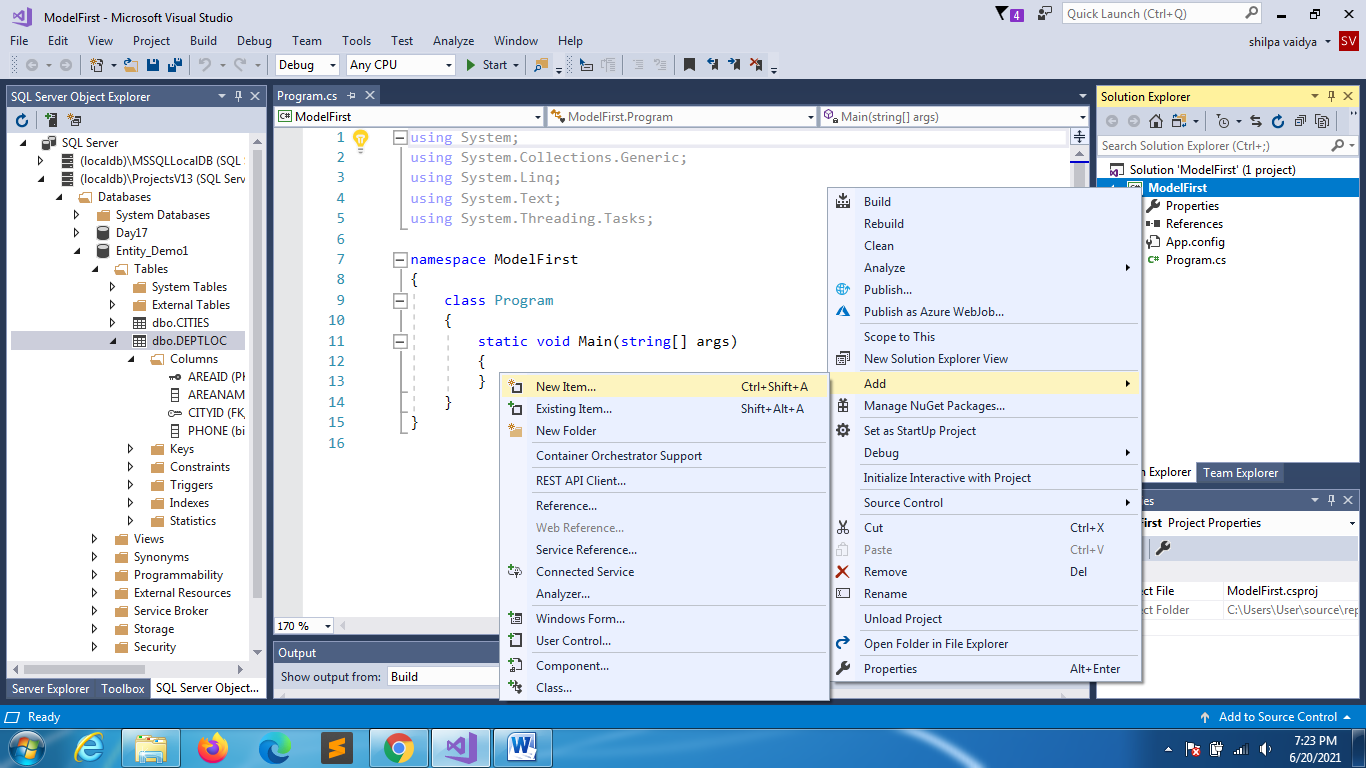 ModelFirst - Microsoft Visual Studio
4
Quick Launch (Ctrl+Q)
File Edit View Project Build Debug Team Tools Test Analyze Window Help
shilpa vaidya SV
Debug Any CPU Start
SQL Server Object Explorer
SQL Server
(localdb)\MSSQLLocalDB (SQL
(localdb)\ProjectsV13 (SQL Serv
Databases
System Databases
Day17
Entity_Demo1
Tables
System Tables
External Tables
dbo.CITIES
dbo.DEPTLOC
Columns
AREAID (PK
AREANAM
CITYID (FK,
PHONE (bi
Keys
Constraints
Triggers
Indexes
Statistics
Views
Synonyms
Programmability
External Resources
Service Broker
Storage
Security
Server Explorer Toolbox SQL Server Object...
Program.cs
C# ModelFirst ModelFirst.Program Main(string[] args)
1 using System;
2 using System.Collections.Generic;
3 using System.Linq;
4 using System.Text;
5 using System.Threading.Tasks;
6
7 namespace ModelFirst
8 {
9 class Program
10 {
11 static void Main(string[] args)
12 {
13 }
14 }
15 }
16
170 %
Output
Show output from: Build
New Item... Ctrl+Shift+A
Existing Item... Shift+Alt+A
New Folder
Container Orchestrator Support
REST API Client...
Reference...
Web Reference...
Service Reference...
Connected Service
Analyzer...
Windows Form...
User Control...
Component...
Class...
Build
Rebuild
Clean
Analyze
Publish...
Publish as Azure WebJob...
Scope to This
New Solution Explorer View
Add
Manage NuGet Packages...
Set as StartUp Project
Debug
Initialize Interactive with Project
Source Control
Cut Ctrl+X
Paste Ctrl+V
Remove Del
Rename
Unload Project
Open Folder in File Explorer
Properties Alt+Enter
Solution Explorer
Search Solution Explorer (Ctrl+;)
Solution 'ModelFirst' (1 project)
ModelFirst
Properties
References
App.config
C# Program.cs
Explorer Team Explorer
es
First Project Properties
ct File ModelFirst.csproj
ct Folder C:\Users\User\source\rep
Ready
Add to Source Control
7:23 PM
6/20/2021